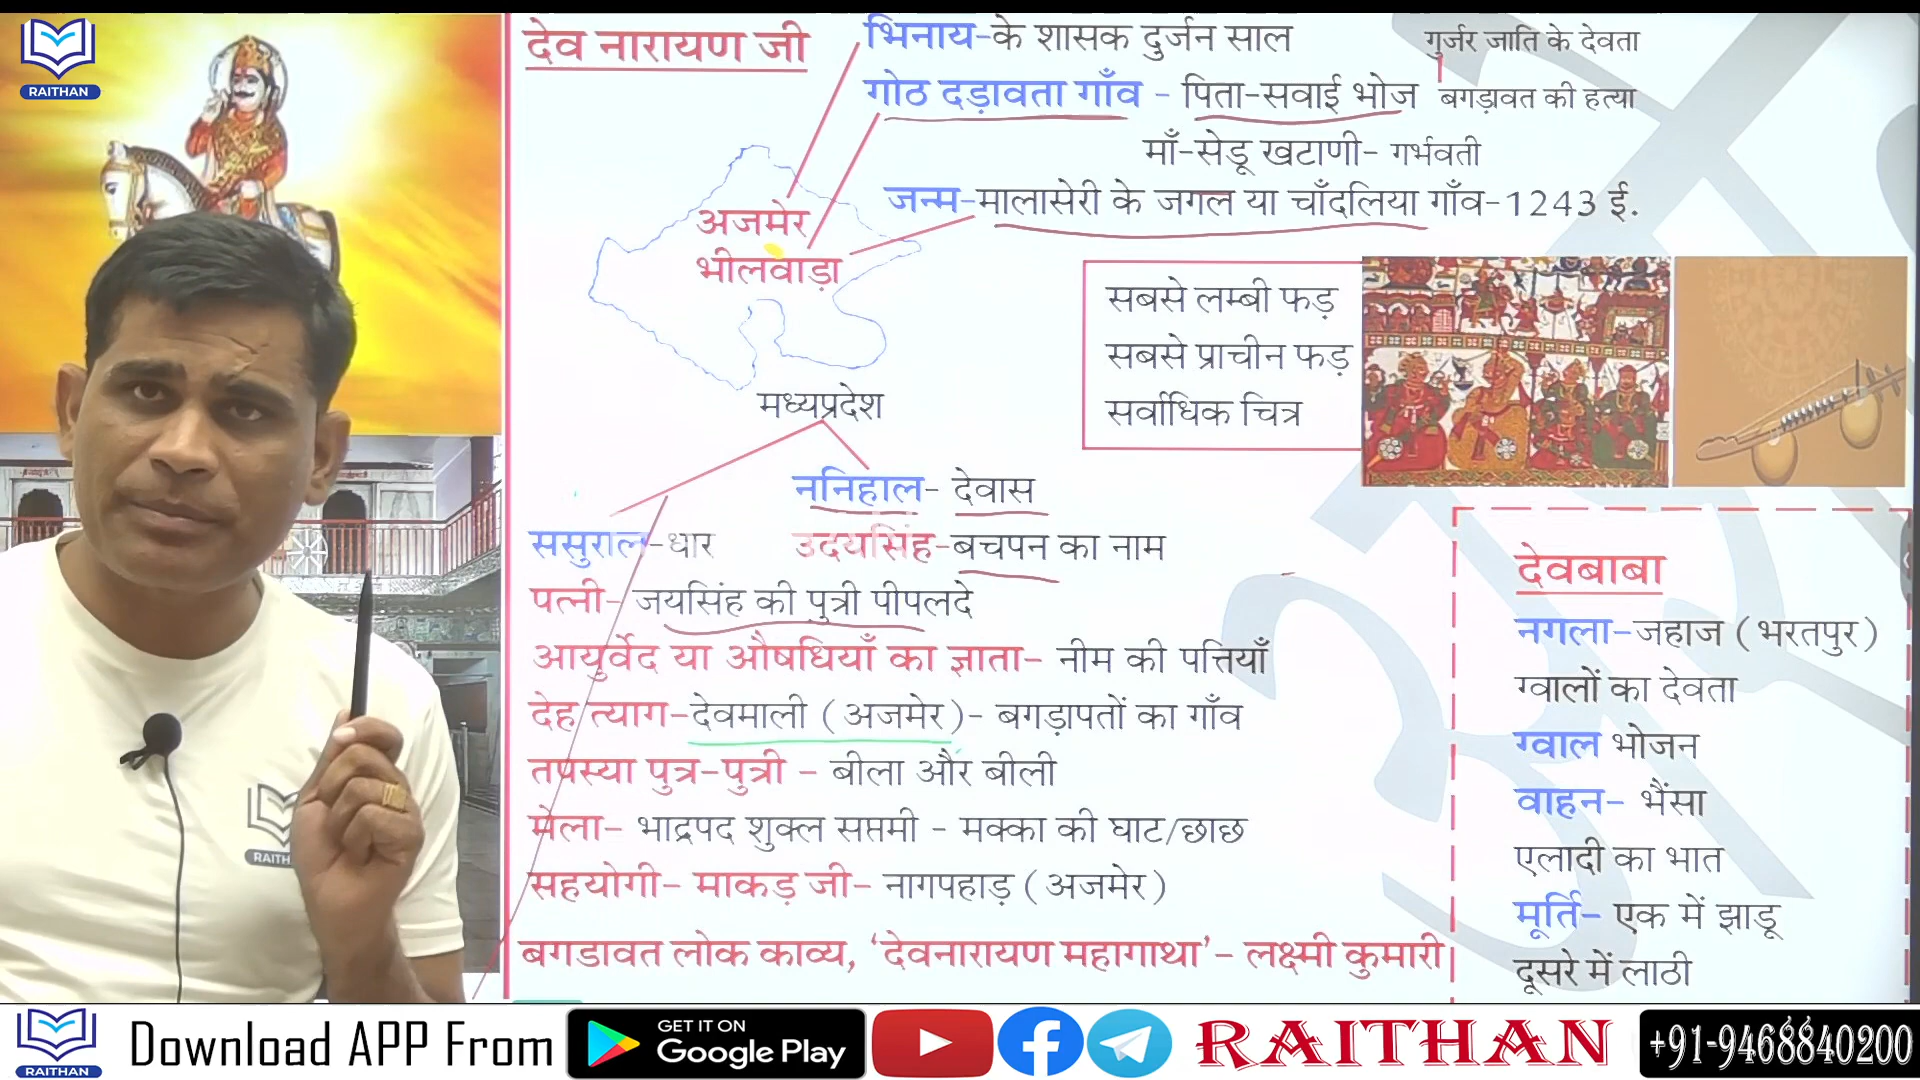 RAITHAN
देव नारायण जी
भिनाय-के शासक दुर्जन साल
गुर्जर जाति के देवता
गोठ दड़ावता गाँव - पिता-सवाई भोज
बगड़ावत की हत्या
माँ-सेडू खटाणी- गर्भवती
जन्म-मालासेरी के जगल या चाँदलिया गाँव-1243 ई.
अजमेर
भीलवाड़ा
सबसे लम्बी फड़
सबसे प्राचीन फड़
सर्वाधिक चित्र
मध्यप्रदेश
ननिहाल- देवास
ससुराल-धार
उदयसिंह-बचपन का नाम
पत्नी- जयसिंह की पुत्री पीपलदे
आयुर्वेद या औषधियाँ का ज्ञाता- नीम की पत्तियाँ
देह त्याग-देवमाली (अजमेर)- बगड़ापतों का गाँव
तपस्या पुत्र-पुत्री - बीला और बीली
मेला- भाद्रपद शुक्ल सप्तमी - मक्का की घाट/छाछ
सहयोगी- माकड़ जी- नागपहाड़ (अजमेर)
बगडावत लोक काव्य, 'देवनारायण महागाथा'- लक्ष्मी कुमारी
देवबाबा
नगला-जहाज (भरतपुर)
ग्वालों का देवता
ग्वाल भोजन
वाहन- भैंसा
एलादी का भात
मूर्ति- एक में झाडू
दूसरे में लाठी
RAITH
RAITHAN
Download APP From
GET IT ON
Google Play
RAITHAN
+91-9468840200